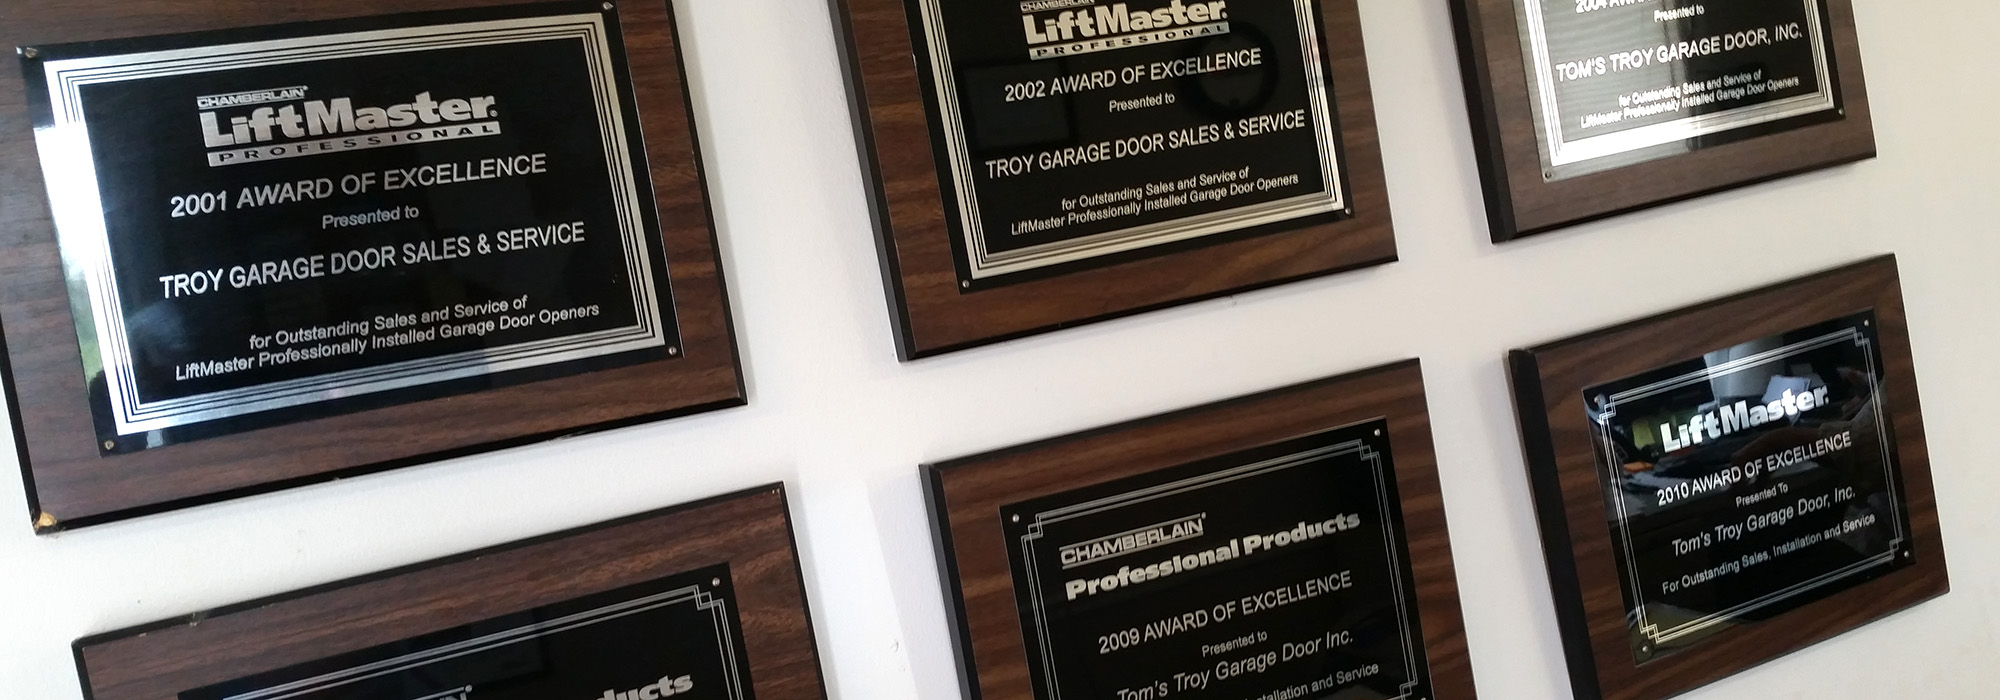 CHAMBERLAIN®
LiftMaster®
PROFESSIONAL
2001 AWARD OF EXCELLENCE
Presented to
TROY GARAGE DOOR SALES & SERVICE
for Outstanding Sales and Service of
LiftMaster Professionally Installed Garage Door Openers
CHAMBERLAIN
LiftMaster®
PROFESSIONAL
2002 AWARD OF EXCELLENCE
Presented to
TROY GARAGE DOOR SALES & SERVICE
for Outstanding Sales and Service of
LiftMaster Professionally Installed Garage Door Openers
2004
Presented to
TOM'S TROY GARAGE DOOR, INC.
for Outstanding Sales and Service of
LiftMaster Professionally Installed Garage Door Openers
CHAMBERLAIN®
Professional Products
2009 AWARD OF EXCELLENCE
Presented to
Tom's Troy Garage Door Inc.
Installation and Service
LiftMaster®
2010 AWARD OF EXCELLENCE
Presented To
Tom's Troy Garage Door, Inc.
For Outstanding Sales, Installation and Service